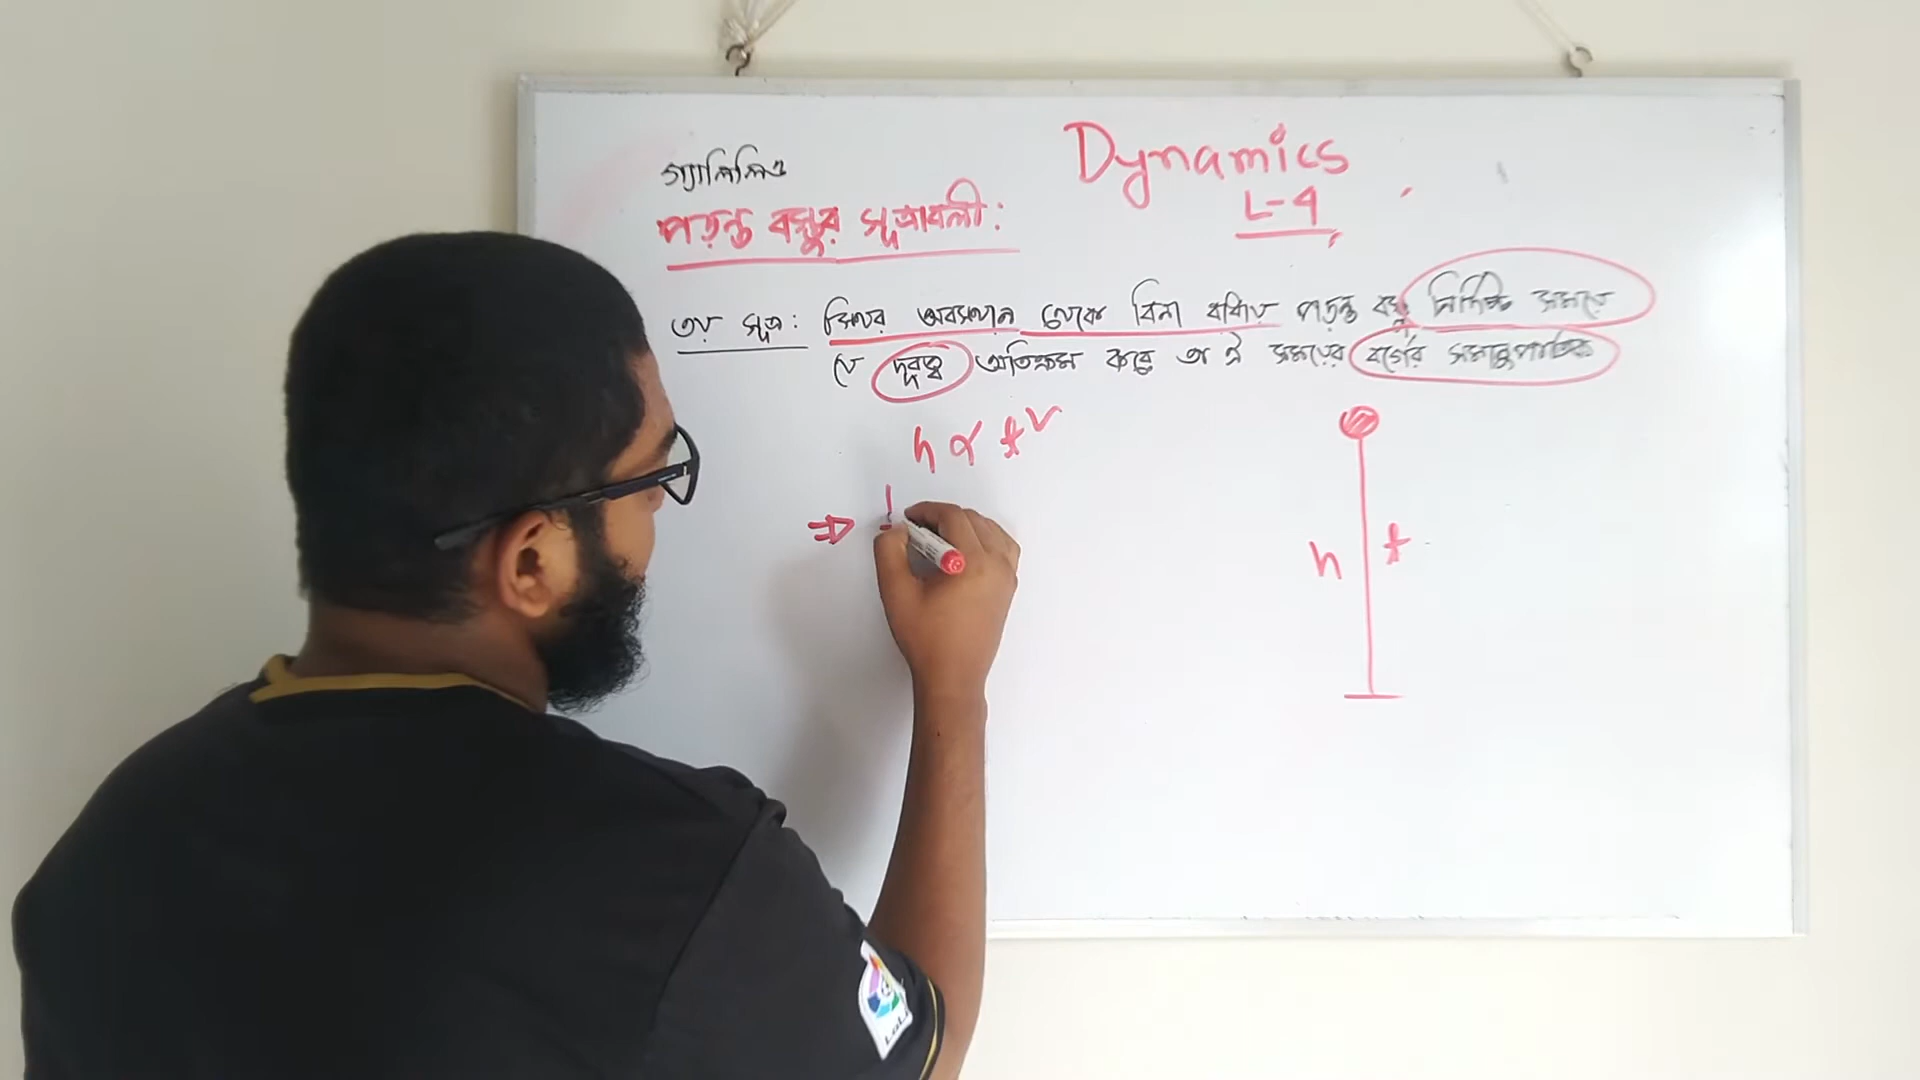 গ্যালিলিও
Dynamics
L-4
পড়ন্ত বস্তুর সূত্রাবলী:
৩য় সূত্র: স্থির অবস্থান থেকে বিনা বাধায় পড়ন্ত বস্তু নির্দিষ্ট সময়ে
যে দূরত্ব অতিক্রম করে তা ঐ সময়ের বর্গের সমানুপাতিক
h ∝ t²
⇒
h t